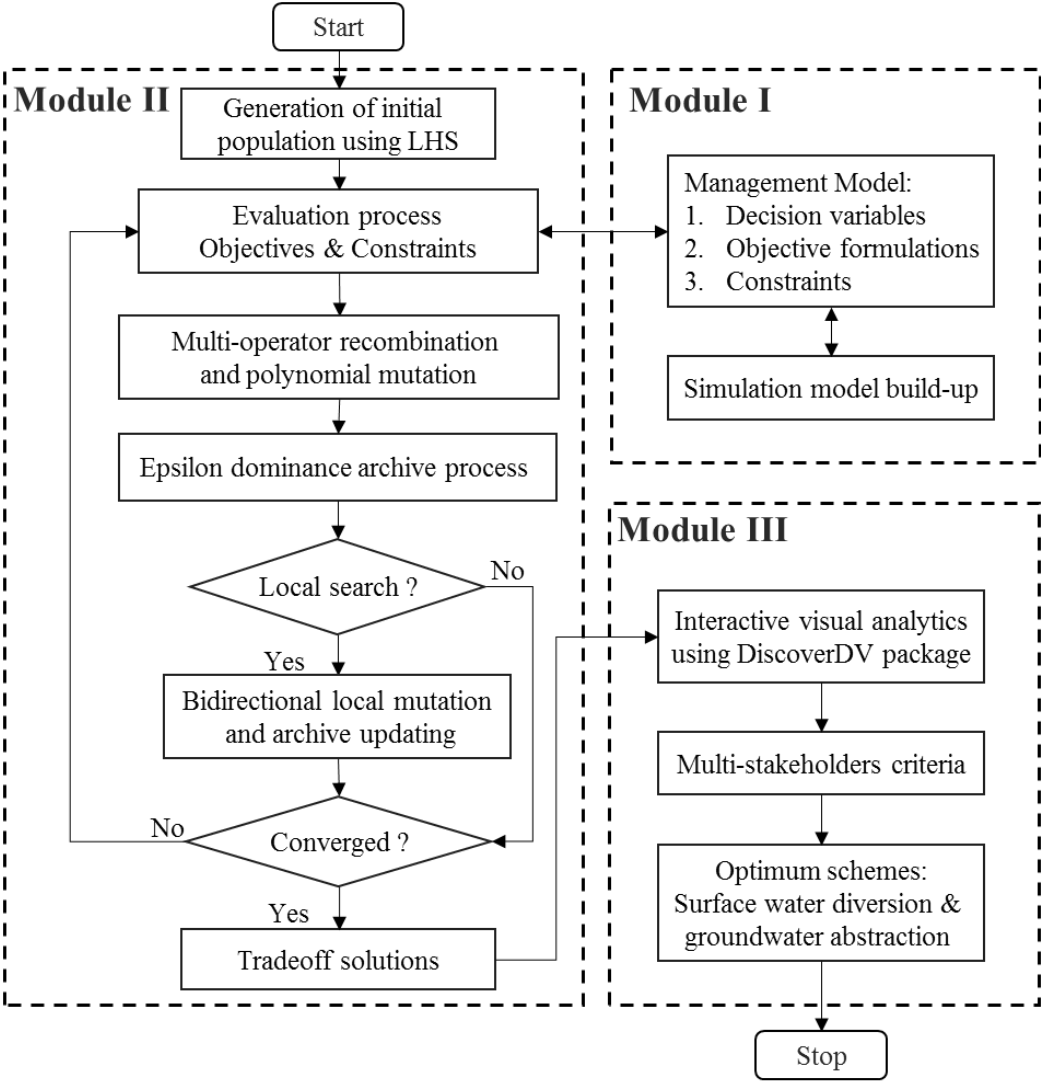 Start
Module II
Generation of initial
population using LHS
Evaluation process
Objectives & Constraints
Multi-operator recombination
and polynomial mutation
Epsilon dominance archive process
Local search ?
No
Yes
Bidirectional local mutation
and archive updating
No
Converged ?
Yes
Tradeoff solutions
Module I
Management Model:
1. Decision variables
2. Objective formulations
3. Constraints
Simulation model build-up
Module III
Interactive visual analytics
using DiscoverDV package
Multi-stakeholders criteria
Optimum schemes:
Surface water diversion &
groundwater abstraction
Stop